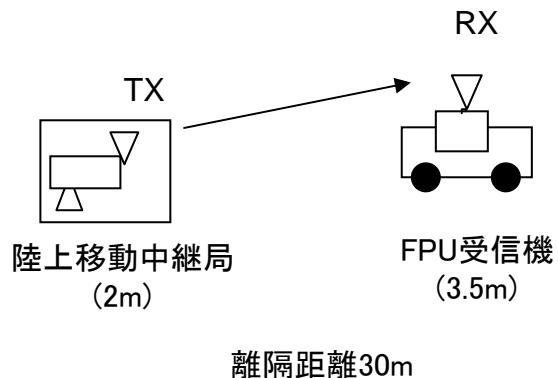 RX
TX
陸上移動中継局
(2m)
FPU受信機
(3.5m)
離隔距離30m